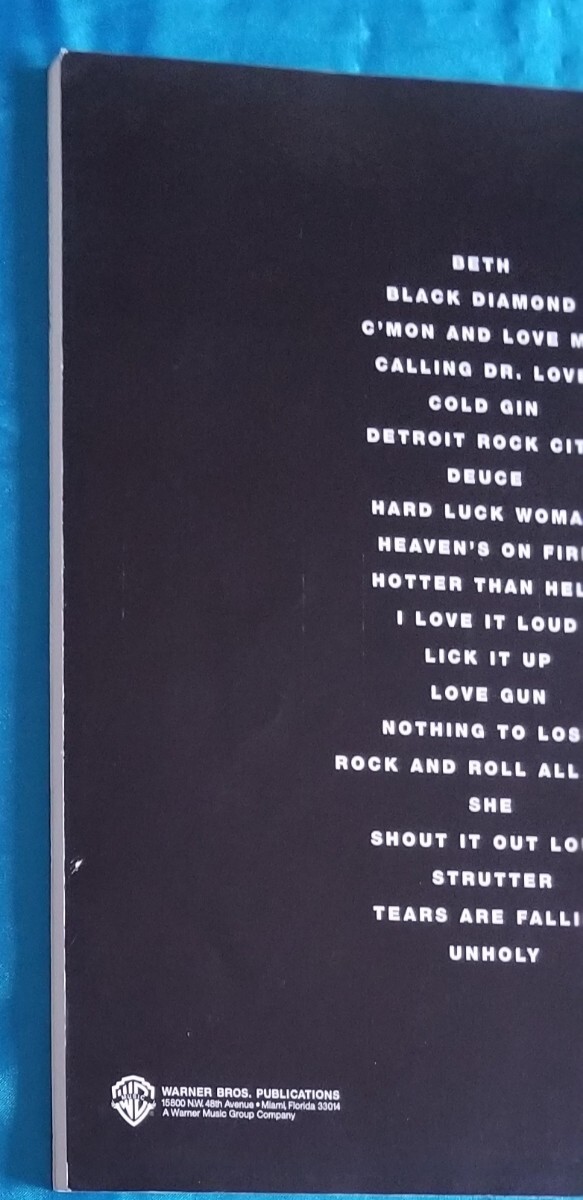 BETH
BLACK DIAMOND
C'MON AND LOVE M
CALLING DR. LOVE
COLD GIN
DETROIT ROCK CIT
DEUCE
HARD LUCK WOMA
HEAVEN'S ON FIR
HOTTER THAN HEL
I LOVE IT LOUD
LICK IT UP
LOVE GUN
NOTHING TO LOS
ROCK AND ROLL ALL
SHE
SHOUT IT OUT LO
STRUTTER
TEARS ARE FALLI
UNHOLY
MUSIC
WARNER BROS. PUBLICATIONS
15800 N.W. 48th Avenue • Miami, Florida 33014
A Warner Music Group Company